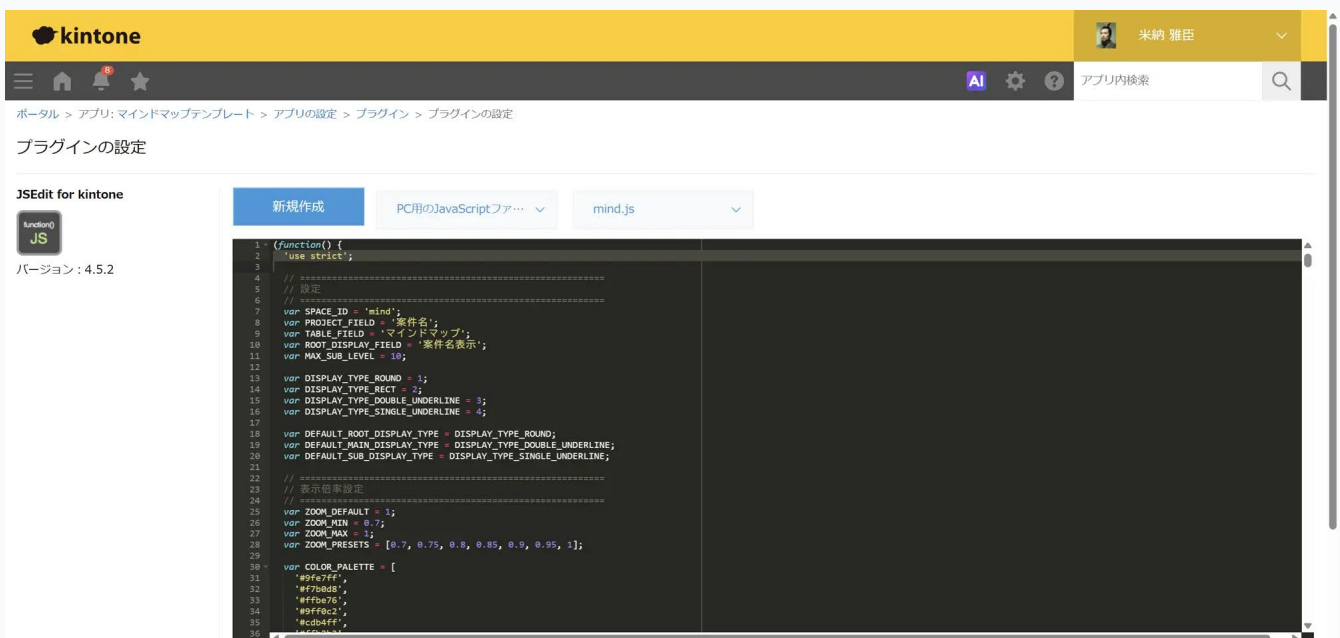 kintone
米納 雅臣
8
AI
アプリ内検索
ポータル > アプリ: マインドマップテンプレート > アプリの設定 > プラグイン > プラグインの設定
プラグインの設定
JSEdit for kintone
function()
JS
バージョン : 4.5.2
新規作成
PC用のJavaScriptファ…
mind.js
1 (function() {
2 'use strict';
3
4 // ==========================================================
5 // 設定
6 // ==========================================================
7 var SPACE_ID = 'mind';
8 var PROJECT_FIELD = '案件名';
9 var TABLE_FIELD = 'マインドマップ';
10 var ROOT_DISPLAY_FIELD = '案件名表示';
11 var MAX_SUB_LEVEL = 10;
12
13 var DISPLAY_TYPE_ROUND = 1;
14 var DISPLAY_TYPE_RECT = 2;
15 var DISPLAY_TYPE_DOUBLE_UNDERLINE = 3;
16 var DISPLAY_TYPE_SINGLE_UNDERLINE = 4;
17
18 var DEFAULT_ROOT_DISPLAY_TYPE = DISPLAY_TYPE_ROUND;
19 var DEFAULT_MAIN_DISPLAY_TYPE = DISPLAY_TYPE_DOUBLE_UNDERLINE;
20 var DEFAULT_SUB_DISPLAY_TYPE = DISPLAY_TYPE_SINGLE_UNDERLINE;
21
22 // ==========================================================
23 // 表示倍率設定
24 // ==========================================================
25 var ZOOM_DEFAULT = 1;
26 var ZOOM_MIN = 0.7;
27 var ZOOM_MAX = 1;
28 var ZOOM_PRESETS = [0.7, 0.75, 0.8, 0.85, 0.9, 0.95, 1];
29
30 var COLOR_PALETTE = [
31 '#9fe7ff',
32 '#f7b0d8',
33 '#ffbe76',
34 '#9ff0c2',
35 '#cdb4ff',
36